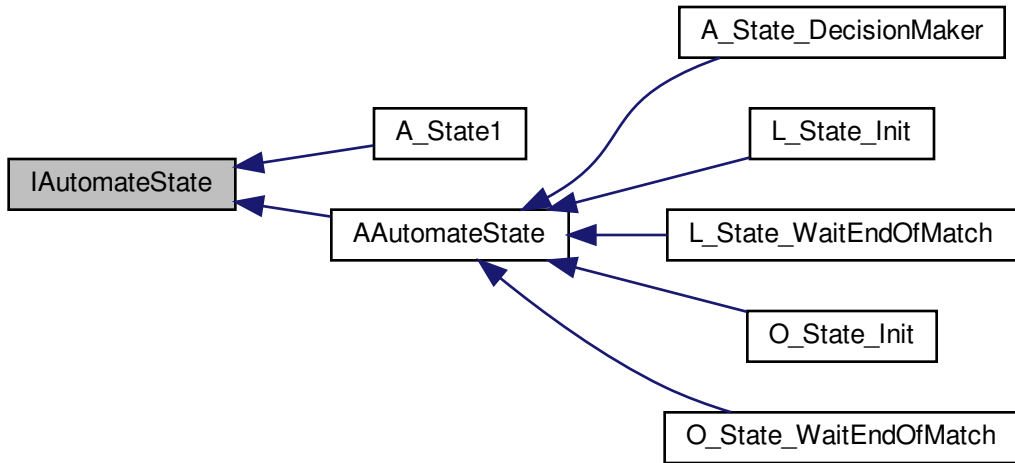 A_State_DecisionMaker
A_State1
L_State_Init
IAutomateState
AAutomateState
L_State_WaitEndOfMatch
O_State_Init
O_State_WaitEndOfMatch